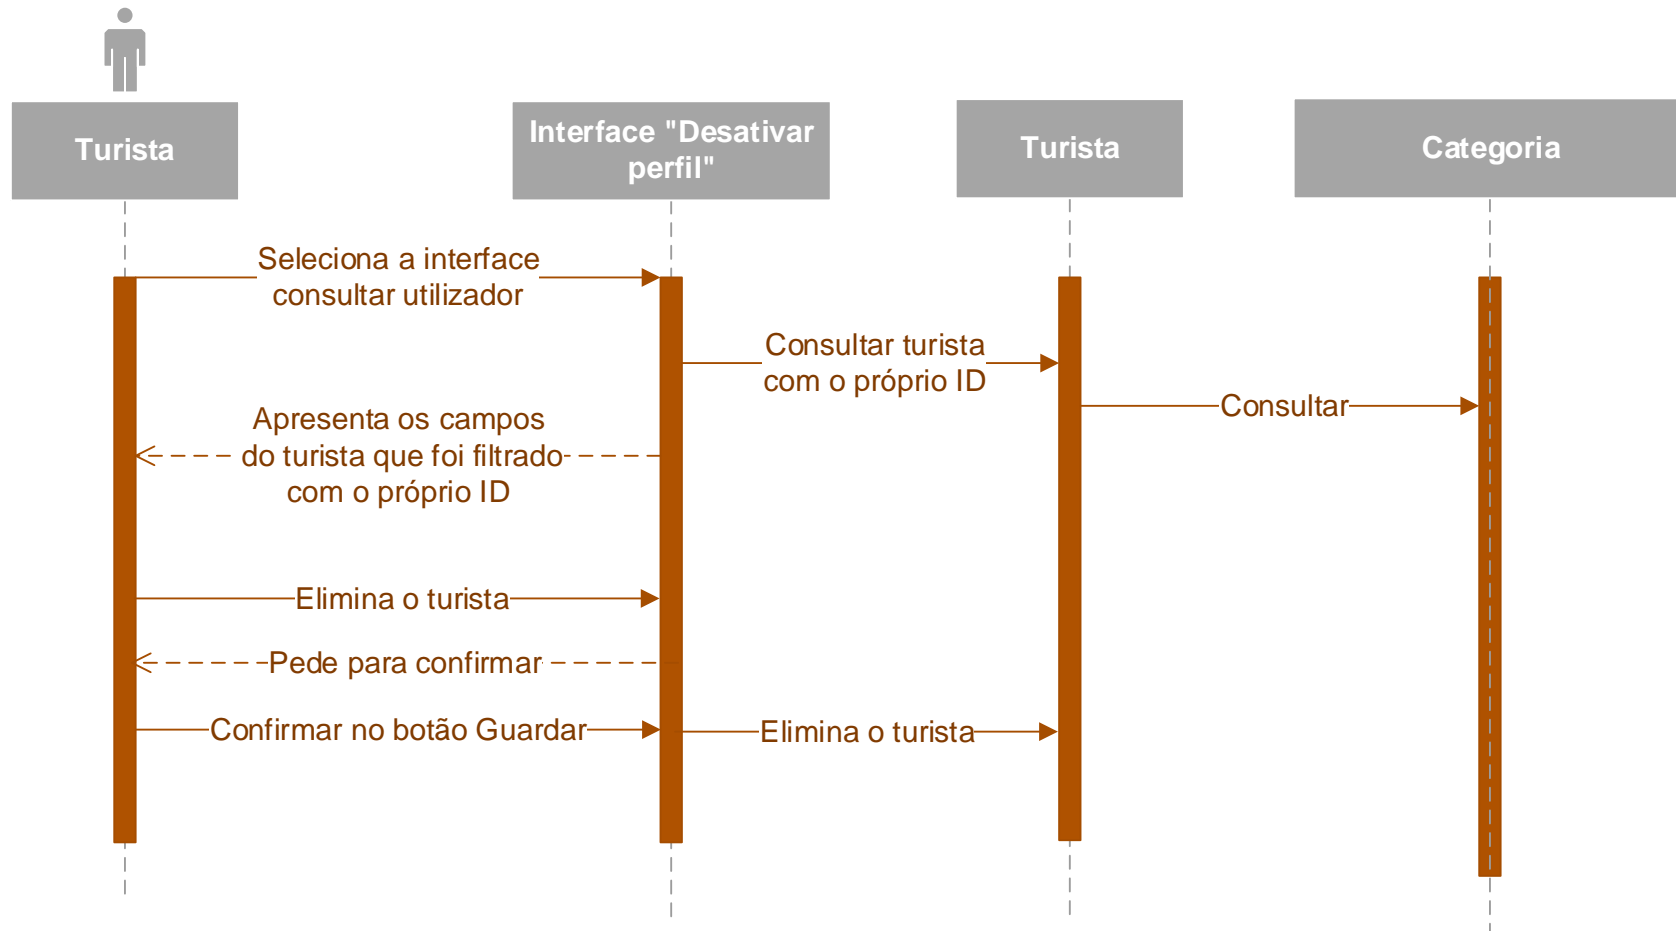 Turista
Interface "Desativar
perfil"
Turista
Categoria
Seleciona a interface
consultar utilizador
Consultar turista
com o próprio ID
Consultar
Apresenta os campos
do turista que foi filtrado
com o próprio ID
Elimina o turista
Pede para confirmar
Confirmar no botão Guardar
Elimina o turista